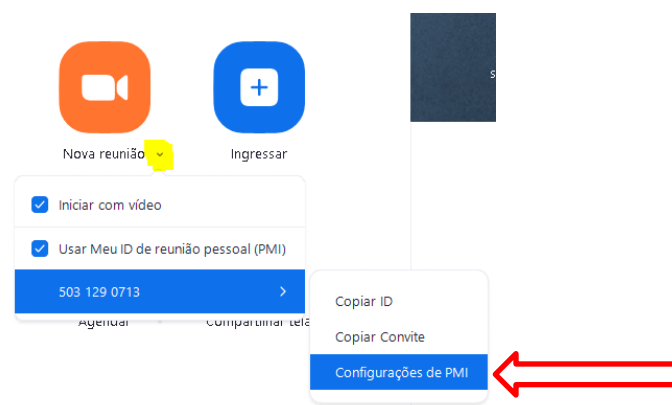 s
Nova reunião
Ingressar
Iniciar com vídeo
Usar Meu ID de reunião pessoal (PMI)
503 129 0713
Agendar
Compartilhar tela
Copiar ID
Copiar Convite
Configurações de PMI